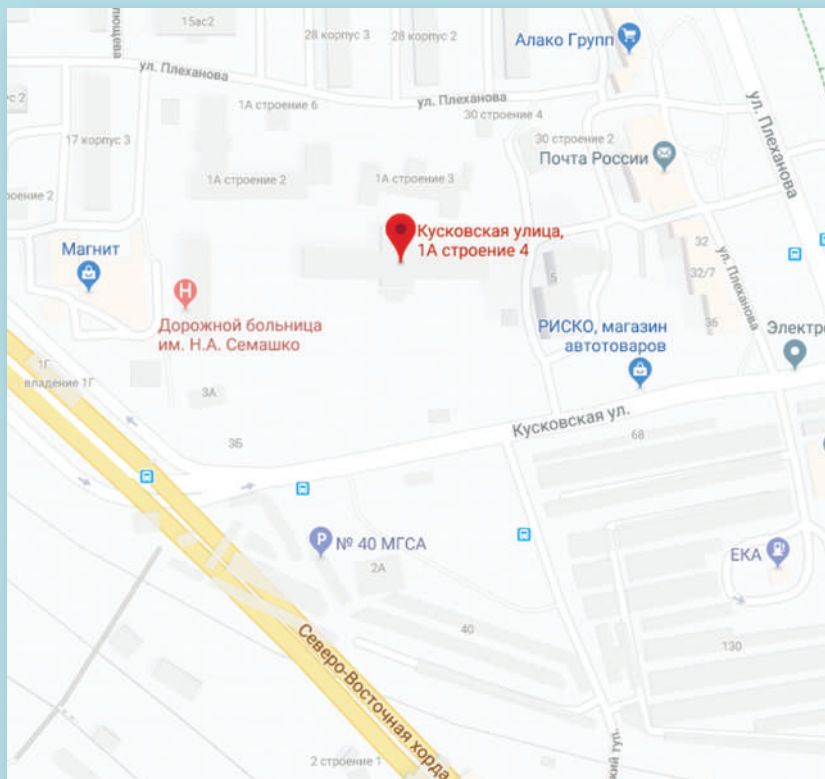 15ас2
28 корпус 3
28 корпус 2
Алако Групп
ул. Плеханова
ул. Плеханова
ул. Плеханова
1А строение 6
30 строение 4
30 строение 2
17 корпус 3
Почта России
1А строение 2
1А строение 3
Кусковская улица,
1А строение 4
Магнит
32
32/7
ул. Плеханова
5
36
Дорожной больница
им. Н.А. Семашко
РИСКО, магазин
автотоваров
1Г
владение 1Г
3А
3Б
Кусковская ул.
68
№ 40 МГСА
2А
ЕКА
40
130
Северо-Восточная хорда
2 строение 1